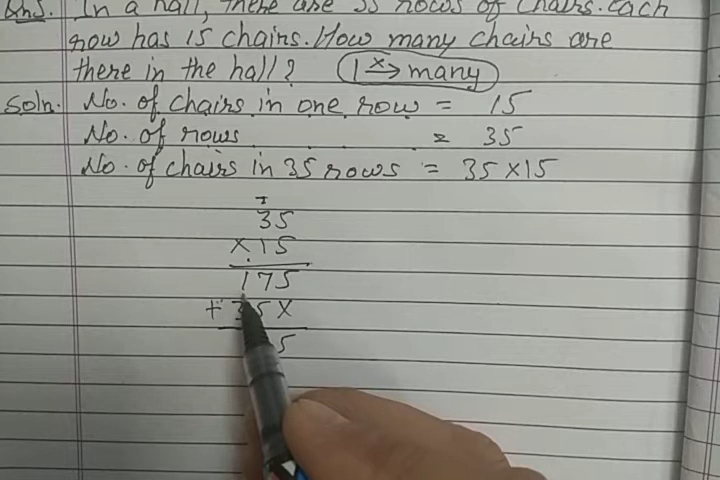 Qn5. In a hall, there are 35 rows of chairs. Each
row has 15 chairs. How many chairs are
there in the hall? 1 x→ many
Soln. No. of chairs in one row = 15
No. of rows = 35
No. of chairs in 35 rows = 35 x 15
35
x 15
175
+ 35x
5